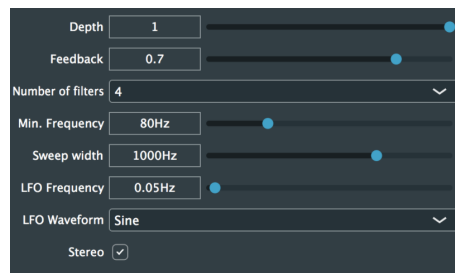 Depth 1
Feedback 0.7
Number of filters 4
Min. Frequency 80Hz
Sweep width 1000Hz
LFO Frequency 0.05Hz
LFO Waveform Sine
Stereo